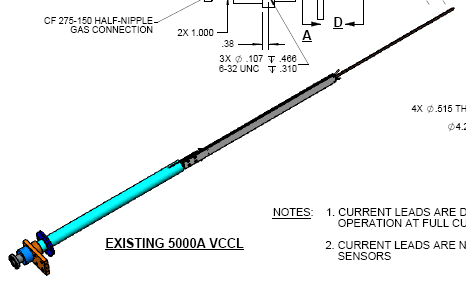 CF 275-150 HALF-NIPPLE
GAS CONNECTION
2X 1.000
.38
A
D
3X Ø .107 ↧ .466
6-32 UNC ↧ .310
4X Ø.515 TH
Ø4.2
NOTES: 1. CURRENT LEADS ARE D
OPERATION AT FULL CU
2. CURRENT LEADS ARE N
SENSORS
EXISTING 5000A VCCL